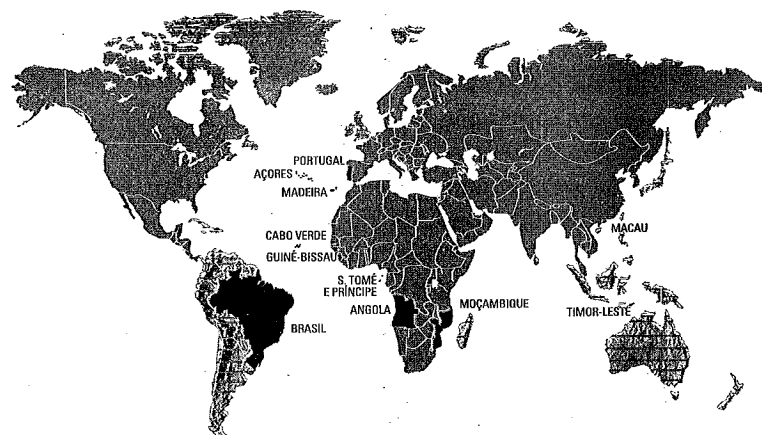 PORTUGAL
AÇORES
MADEIRA
CABO VERDE
GUINÉ-BISSAU
S. TOMÉ
E PRÍNCIPE
ANGOLA
MOÇAMBIQUE
BRASIL
MACAU
TIMOR-LESTE